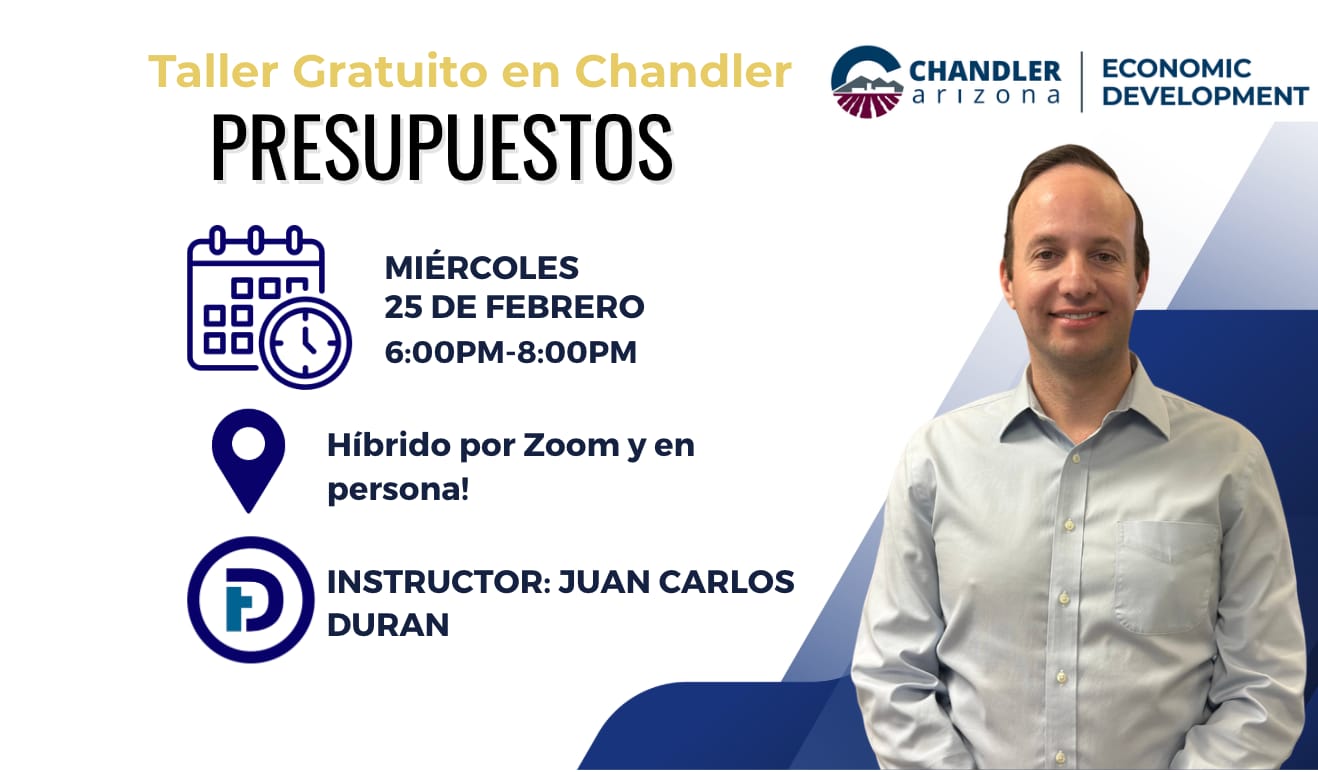 Taller Gratuito en Chandler
PRESUPUESTOS
CHANDLER
arizona
ECONOMIC
DEVELOPMENT
MIÉRCOLES
25 DE FEBRERO
6:00PM-8:00PM
Híbrido por Zoom y en
persona!
INSTRUCTOR: JUAN CARLOS
DURAN